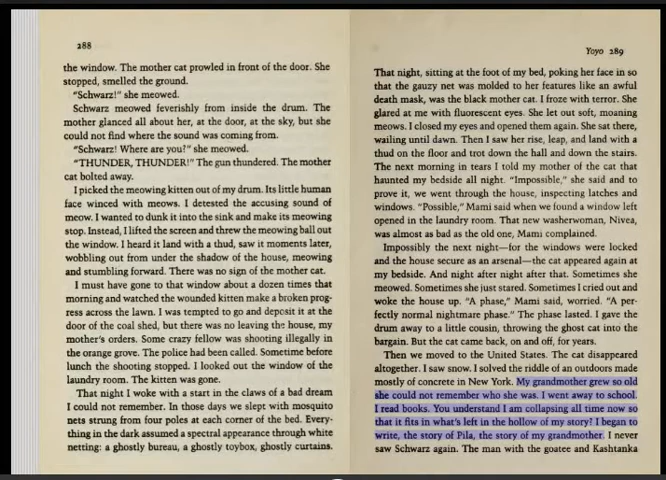 288
the window. The mother cat prowled in front of the door. She
stopped, smelled the ground.
"Schwarz!" she meowed.
Schwarz meowed feverishly from inside the drum. The
mother glanced all about her, at the door, at the sky, but she
could not find where the sound was coming from.
"Schwarz! Where are you?" she meowed.
"THUNDER, THUNDER!" The gun thundered. The mother
cat bolted away.
I picked the meowing kitten out of my drum. Its little human
face winced with meows. I detested the accusing sound of
meow. I wanted to dunk it into the sink and make its meowing
stop. Instead, I lifted the screen and threw the meowing ball out
the window. I heard it land with a thud, saw it moments later,
wobbling out from under the shadow of the house, meowing
and stumbling forward. There was no sign of the mother cat.
I must have gone to that window about a dozen times that
morning and watched the wounded kitten make a broken prog-
ress across the lawn. I was tempted to go and deposit it at the
door of the coal shed, but there was no leaving the house, my
mother's orders. Some crazy fellow was shooting illegally in
the orange grove. The police had been called. Sometime before
lunch the shooting stopped. I looked out the window of the
laundry room. The kitten was gone.
That night I woke with a start in the claws of a bad dream
I could not remember. In those days we slept with mosquito
nets strung from four poles at each corner of the bed. Every-
thing in the dark assumed a spectral appearance through white
netting: a ghostly bureau, a ghostly toybox, ghostly curtains.
Yoyo 289
That night, sitting at the foot of my bed, poking her face in so
that the gauzy net was molded to her features like an awful
death mask, was the black mother cat. I froze with terror. She
glared at me with fluorescent eyes. She let out soft, moaning
meows. I closed my eyes and opened them again. She sat there,
wailing until dawn. Then I saw her rise, leap, and land with a
thud on the floor and trot down the hall and down the stairs.
The next morning in tears I told my mother of the cat that
haunted my bedside all night. "Impossible," she said and to
prove it, we went through the house, inspecting latches and
windows. "Possible," Mami said when we found a window left
opened in the laundry room. That new washerwoman, Nivea,
was almost as bad as the old one, Mami complained.
Impossibly the next night—for the windows were locked
and the house secure as an arsenal—the cat appeared again at
my bedside. And night after night after that. Sometimes she
meowed. Sometimes she just stared. Sometimes I cried out and
woke the house up. "A phase," Mami said, worried. "A per-
fectly normal nightmare phase." The phase lasted. I gave the
drum away to a little cousin, throwing the ghost cat into the
bargain. But the cat came back, on and off, for years.
Then we moved to the United States. The cat disappeared
altogether. I saw snow. I solved the riddle of an outdoors made
mostly of concrete in New York. My grandmother grew so old
she could not remember who she was. I went away to school.
I read books. You understand I am collapsing all time now so
that it fits in what's left in the hollow of my story? I began to
write, the story of Pila, the story of my grandmother. I never
saw Schwarz again. The man with the goatee and Kashtanka